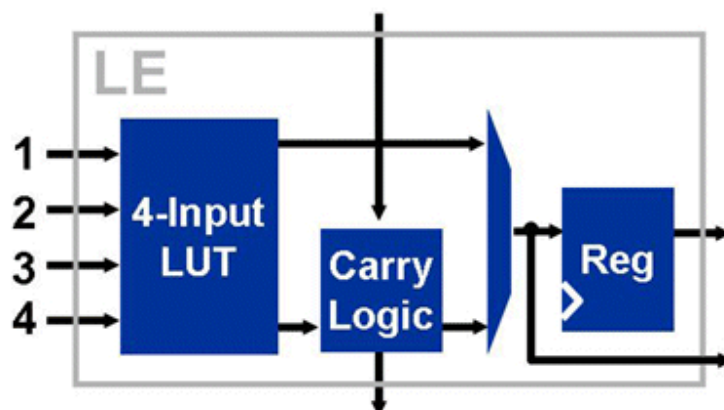 LE
1
2
3
4
4-Input
LUT
Carry
Logic
Reg